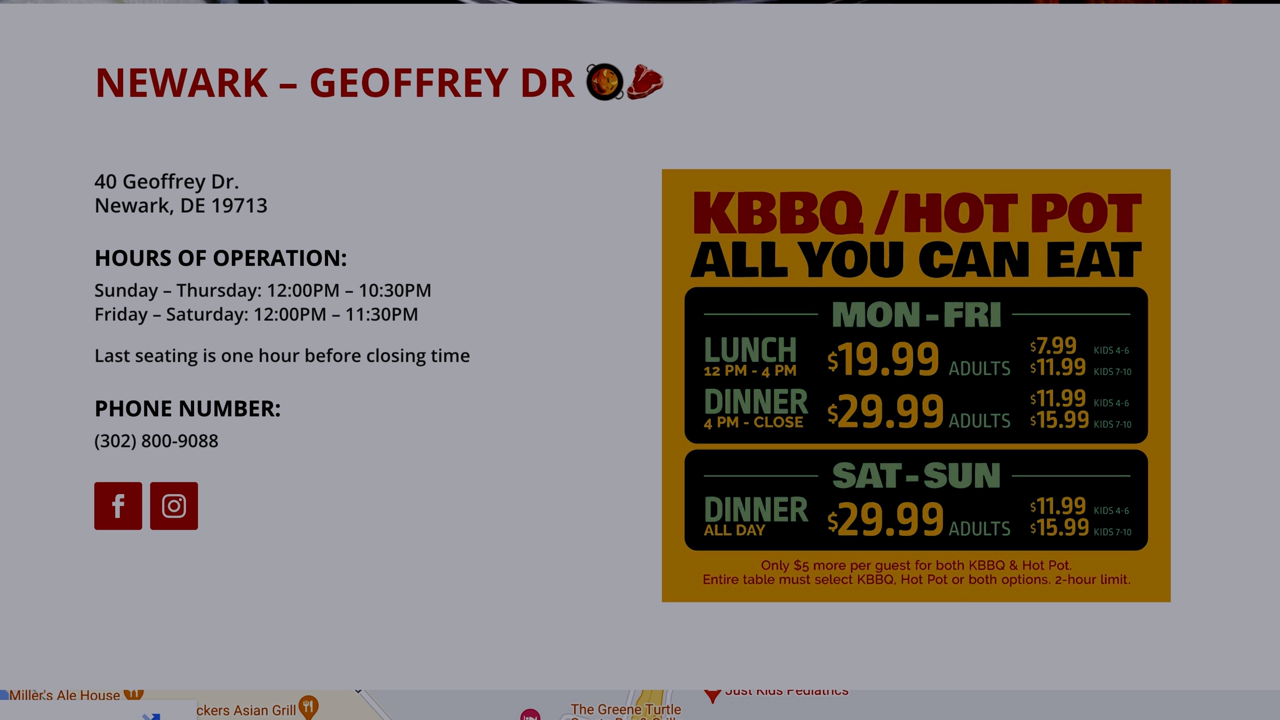 NEWARK – GEOFFREY DR
40 Geoffrey Dr.
Newark, DE 19713
HOURS OF OPERATION:
Sunday – Thursday: 12:00PM – 10:30PM
Friday – Saturday: 12:00PM – 11:30PM
Last seating is one hour before closing time
PHONE NUMBER:
(302) 800-9088
KBBQ / HOT POT
ALL YOU CAN EAT
MON - FRI
LUNCH
12 PM - 4 PM
$19.99 ADULTS
$7.99 KIDS 4-6
$11.99 KIDS 7-10
DINNER
4 PM - CLOSE
$29.99 ADULTS
$11.99 KIDS 4-6
$15.99 KIDS 7-10
SAT - SUN
DINNER
ALL DAY
$29.99 ADULTS
$11.99 KIDS 4-6
$15.99 KIDS 7-10
Only $5 more per guest for both KBBQ & Hot Pot.
Entire table must select KBBQ, Hot Pot or both options. 2-hour limit.
Miller's Ale House
ckers Asian Grill
The Greene Turtle
Just Kids Pediatrics